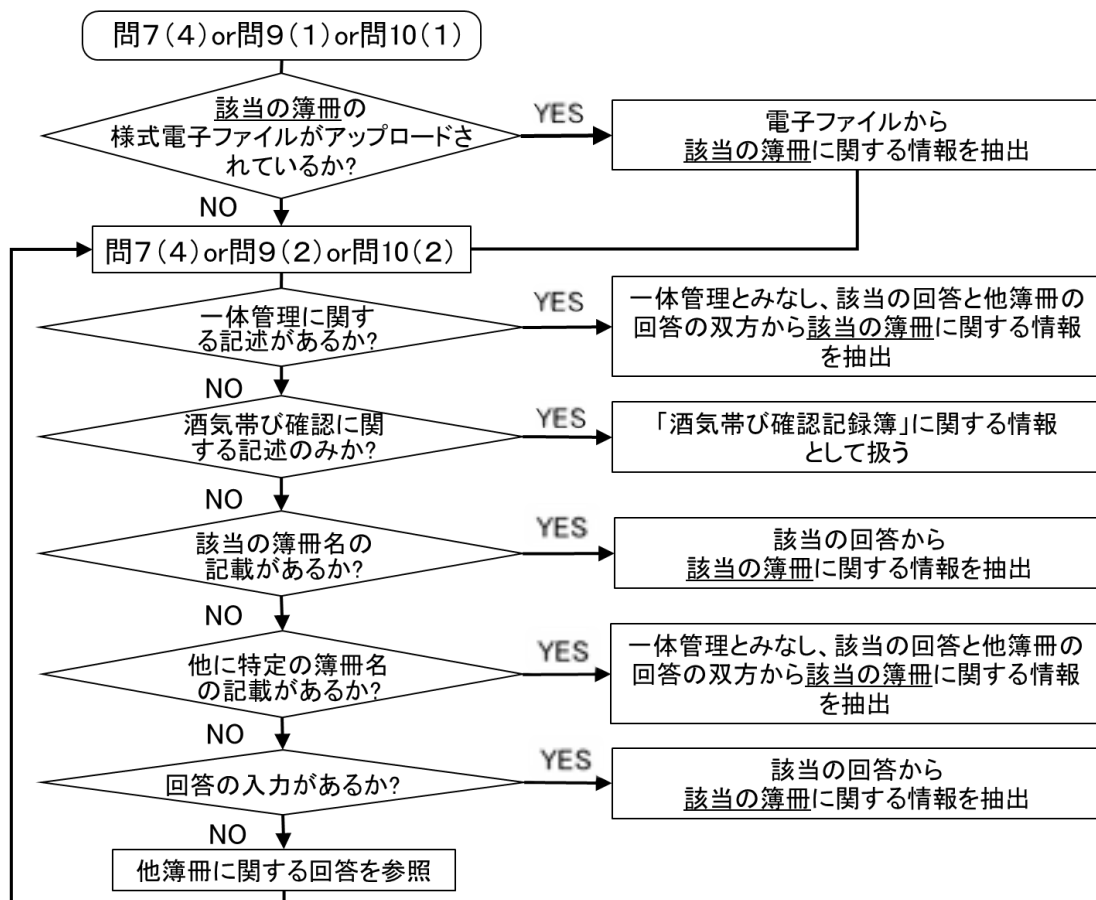 問７(４)or問９(１)or問10(１)
該当の簿冊の
様式電子ファイルがアップロードさ
れているか?
YES
電子ファイルから
該当の簿冊に関する情報を抽出
NO
問７(４)or問９(２)or問10(２)
一体管理に関す
る記述があるか?
YES
一体管理とみなし、該当の回答と他簿冊の
回答の双方から該当の簿冊に関する情報
を抽出
NO
酒気帯び確認に関
する記述のみか?
YES
「酒気帯び確認記録簿」に関する情報
として扱う
NO
該当の簿冊名の
記載があるか?
YES
該当の回答から
該当の簿冊に関する情報を抽出
NO
他に特定の簿冊名
の記載があるか?
YES
一体管理とみなし、該当の回答と他簿冊の
回答の双方から該当の簿冊に関する情報
を抽出
NO
回答の入力があるか?
YES
該当の回答から
該当の簿冊に関する情報を抽出
NO
他簿冊に関する回答を参照